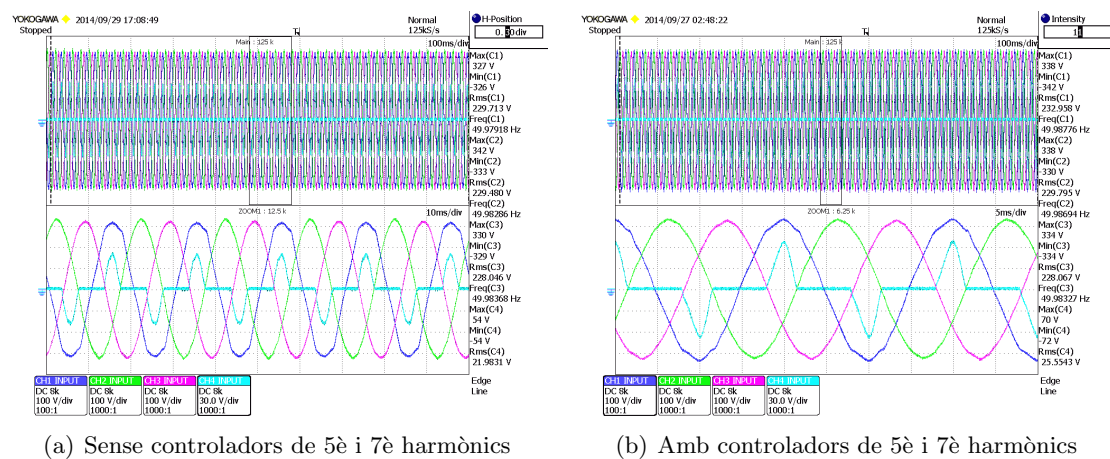 YOKOGAWA 2014/09/29 17:08:49 Normal H-Position
Stopped 125kS/s 0.30div
Main : 125 k 100ms/div
Max(C1)
327 V
Min(C1)
-326 V
Rms(C1)
229.713 V
Freq(C1)
49.97918 Hz
Max(C2)
342 V
Min(C2)
-333 V
Rms(C2)
229.480 V
Freq(C2)
49.98286 Hz
ZOOM1 : 12.5 k 10ms/div
Max(C3)
330 V
Min(C3)
-329 V
Rms(C3)
228.046 V
Freq(C3)
49.98368 Hz
Max(C4)
54 V
Min(C4)
-54 V
Rms(C4)
21.9831 V
CH1 INPUT CH2 INPUT CH3 INPUT CH4 INPUT
DC 8k DC 8k DC 8k DC 8k
100 V/div 100 V/div 100 V/div 30.0 V/div
100:1 1000:1 1000:1 1000:1
Edge
Line
(a) Sense controladors de 5è i 7è harmònics
YOKOGAWA 2014/09/27 02:48:22 Normal Intensity
Stopped 125kS/s 11
Main : 125 k 100ms/div
Max(C1)
338 V
Min(C1)
-342 V
Rms(C1)
232.958 V
Freq(C1)
49.98776 Hz
Max(C2)
338 V
Min(C2)
-330 V
Rms(C2)
229.795 V
Freq(C2)
49.98694 Hz
ZOOM1 : 6.25 k 5ms/div
Max(C3)
334 V
Min(C3)
-334 V
Rms(C3)
228.067 V
Freq(C3)
49.98327 Hz
Max(C4)
70 V
Min(C4)
-72 V
Rms(C4)
25.5543 V
CH1 INPUT CH2 INPUT CH3 INPUT CH4 INPUT
DC 8k DC 8k DC 8k DC 8k
100 V/div 100 V/div 100 V/div 30.0 V/div
100:1 1000:1 1000:1 1000:1
Edge
Line
(b) Amb controladors de 5è i 7è harmònics